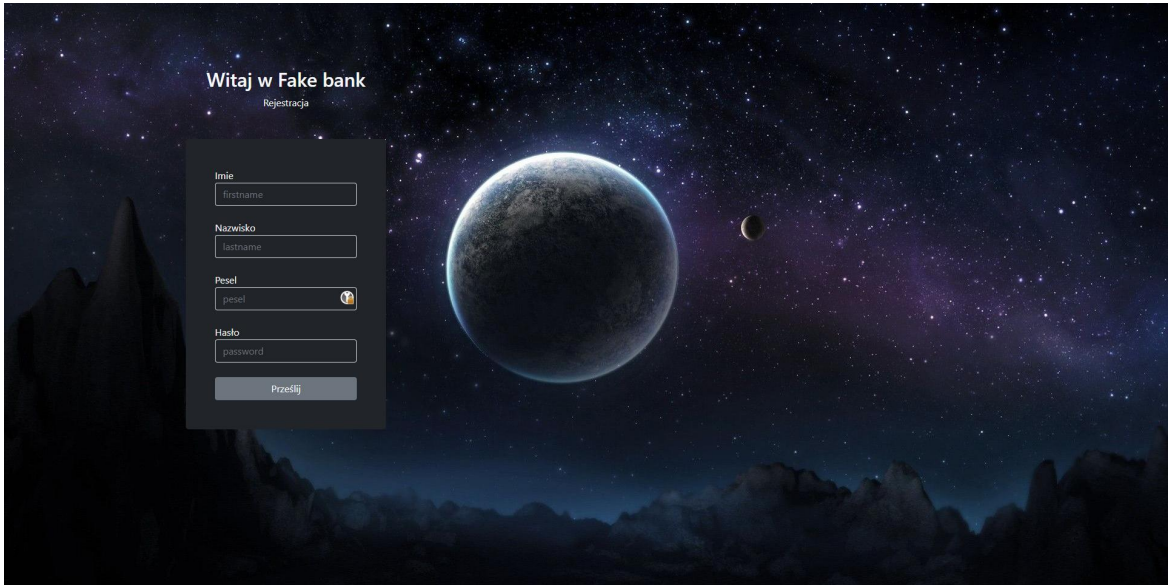 Witaj w Fake bank
Rejestracja
Imie
firstname
Nazwisko
lastname
Pesel
pesel
Hasło
password
Prześlij